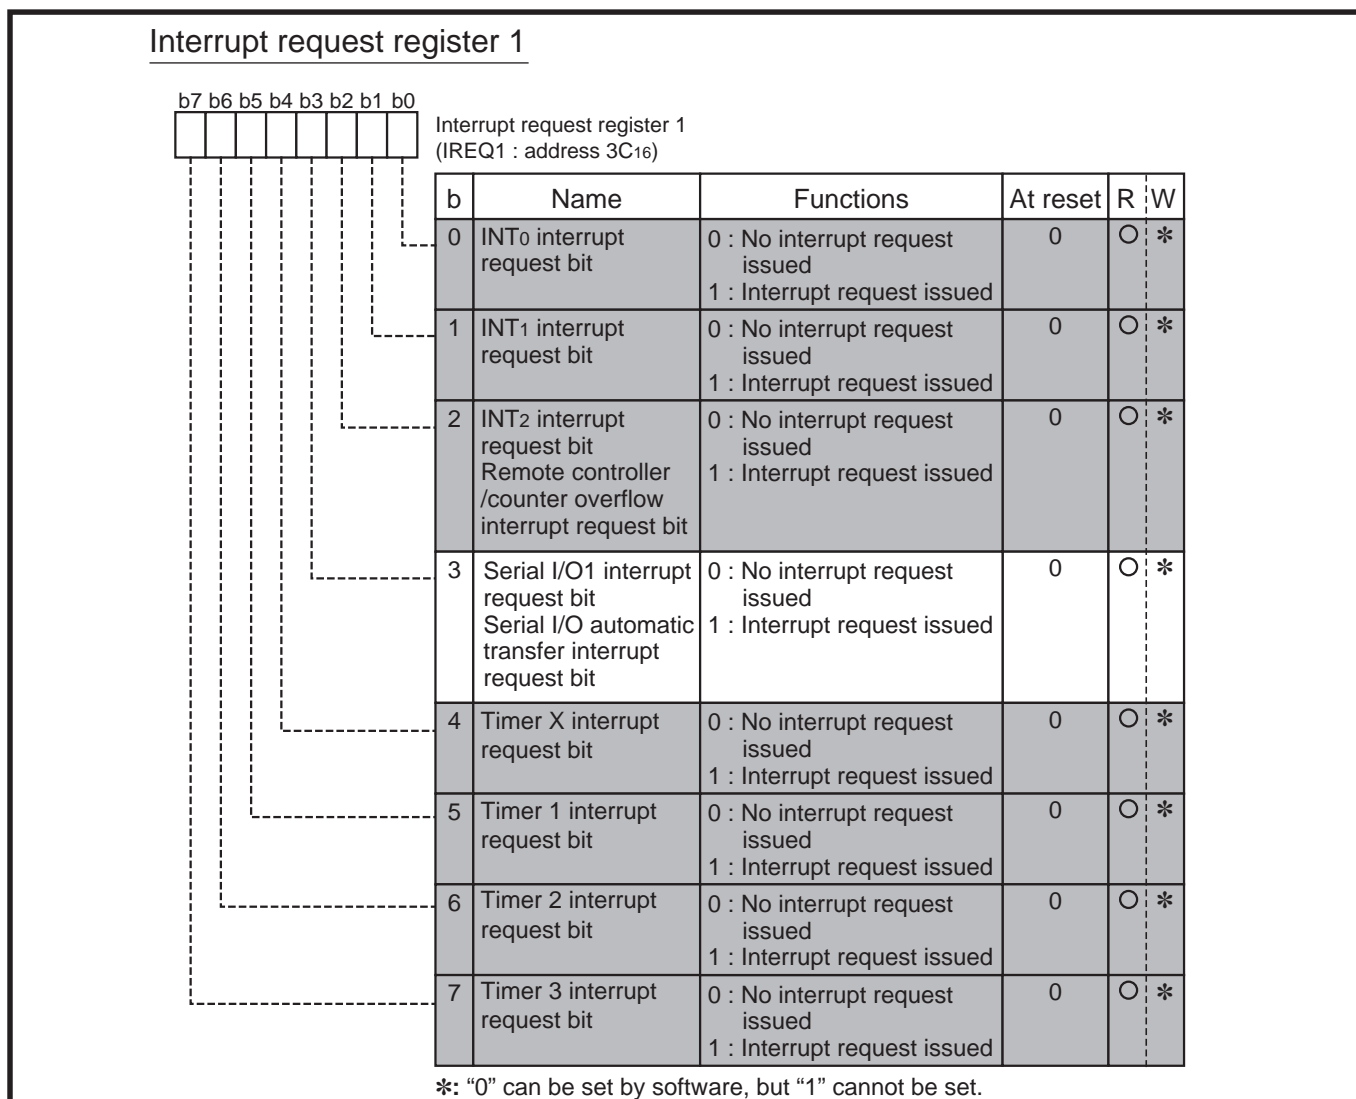 Interrupt request register 1
b7 b6 b5 b4 b3 b2 b1 b0
Interrupt request register 1
(IREQ1 : address 3C16)
b Name Functions At reset R W
0 INT0 interrupt 0 : No interrupt request 0 O ✻
request bit issued
1 : Interrupt request issued
1 INT1 interrupt 0 : No interrupt request 0 O ✻
request bit issued
1 : Interrupt request issued
2 INT2 interrupt 0 : No interrupt request 0 O ✻
request bit issued
Remote controller 1 : Interrupt request issued
/counter overflow
interrupt request bit
3 Serial I/O1 interrupt 0 : No interrupt request 0 O ✻
request bit issued
Serial I/O automatic 1 : Interrupt request issued
transfer interrupt
request bit
4 Timer X interrupt 0 : No interrupt request 0 O ✻
request bit issued
1 : Interrupt request issued
5 Timer 1 interrupt 0 : No interrupt request 0 O ✻
request bit issued
1 : Interrupt request issued
6 Timer 2 interrupt 0 : No interrupt request 0 O ✻
request bit issued
1 : Interrupt request issued
7 Timer 3 interrupt 0 : No interrupt request 0 O ✻
request bit issued
1 : Interrupt request issued
✻: “0” can be set by software, but “1” cannot be set.